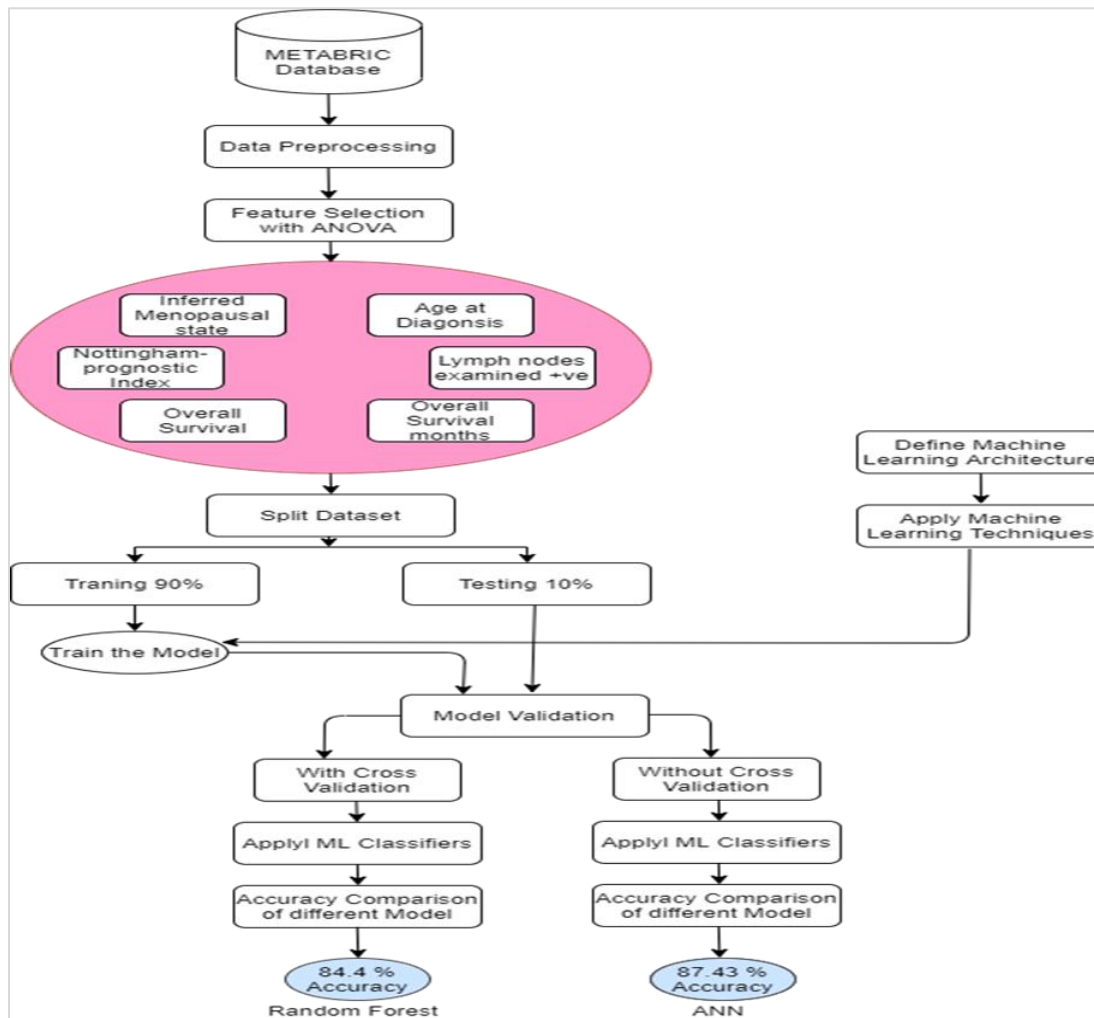 METABRIC
Database
Data Preprocessing
Feature Selection
with ANOVA
Inferred
Menopausal
state
Age at
Diagonsis
Nottingham-
prognostic
Index
Lymph nodes
examined +ve
Overall
Survival
Overall
Survival
months
Define Machine
Learning Architecture
Split Dataset
Apply Machine
Learning Techniques
Traning 90%
Testing 10%
Train the Model
Model Validation
With Cross
Validation
Without Cross
Validation
Applyl ML Classifiers
Applyl ML Classifiers
Accuracy Comparison
of different Model
Accuracy Comparison
of different Model
84.4 %
Accuracy
87.43 %
Accuracy
Random Forest
ANN